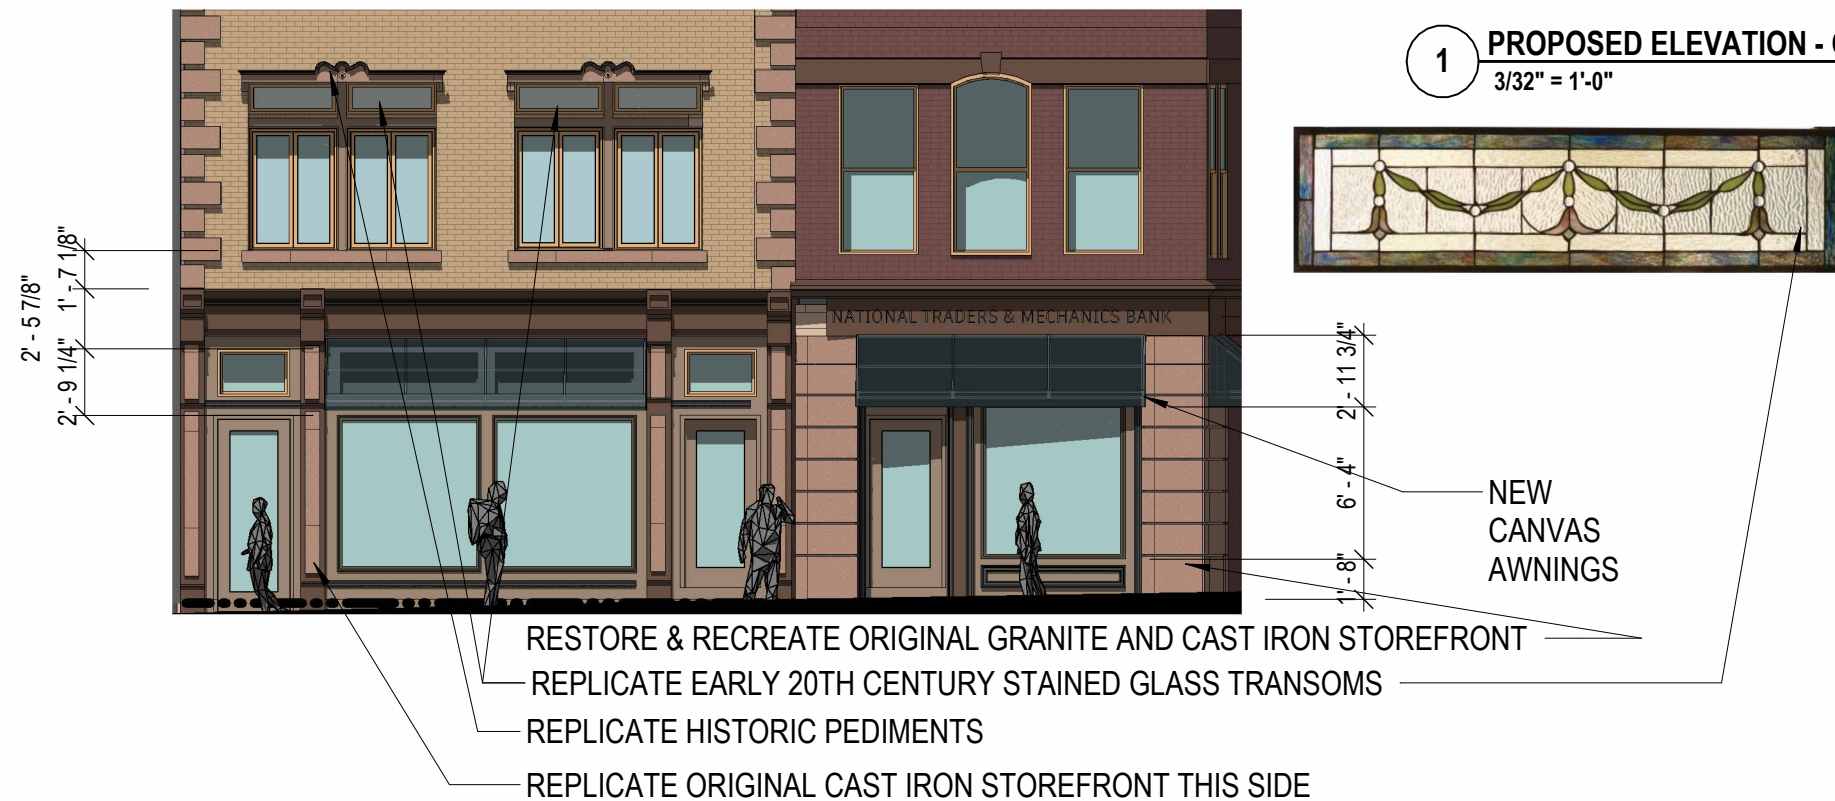 1
PROPOSED ELEVATION -
3/32" = 1'-0"
NATIONAL TRADERS & MECHANICS BANK
1' - 7 1/8"
2' - 5 7/8"
2' - 9 1/4"
2' - 11 3/4"
6' - 4"
1' - 8"
NEW
CANVAS
AWNINGS
RESTORE & RECREATE ORIGINAL GRANITE AND CAST IRON STOREFRONT
REPLICATE EARLY 20TH CENTURY STAINED GLASS TRANSOMS
REPLICATE HISTORIC PEDIMENTS
REPLICATE ORIGINAL CAST IRON STOREFRONT THIS SIDE